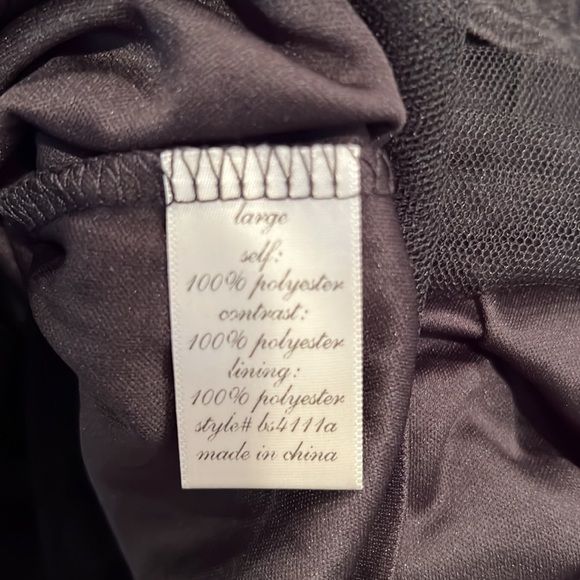 large
self:
100% polyester
contrast:
100% polyester
lining:
100% polyester
style# bs4111a
made in china